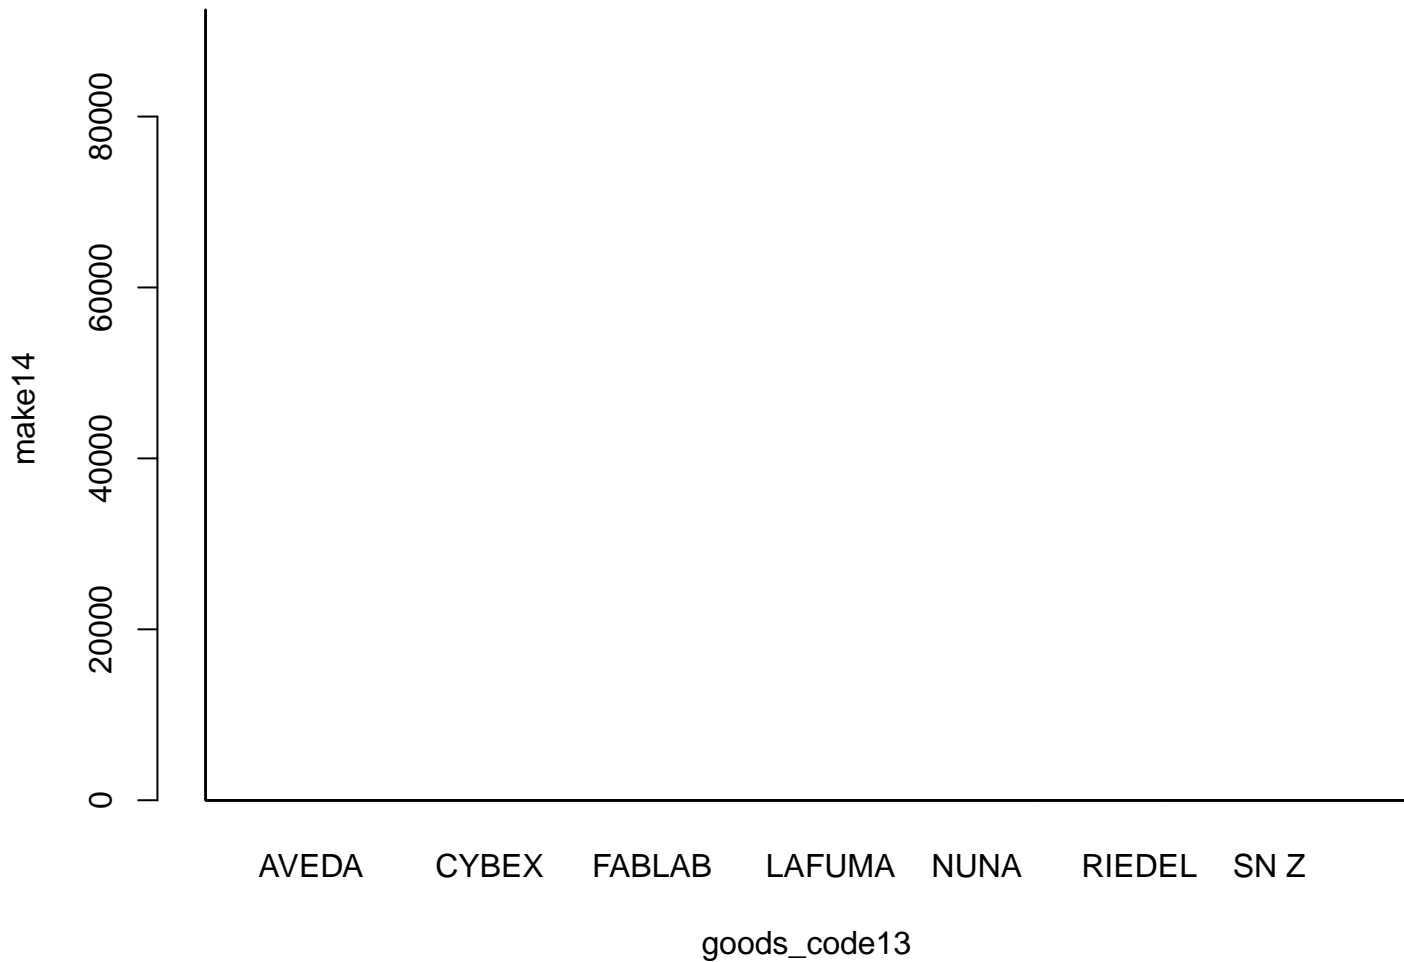 80000
60000
40000
20000
0
make14
AVEDA CYBEX FABLAB LAFUMA NUNA RIEDEL SN Z
goods_code13